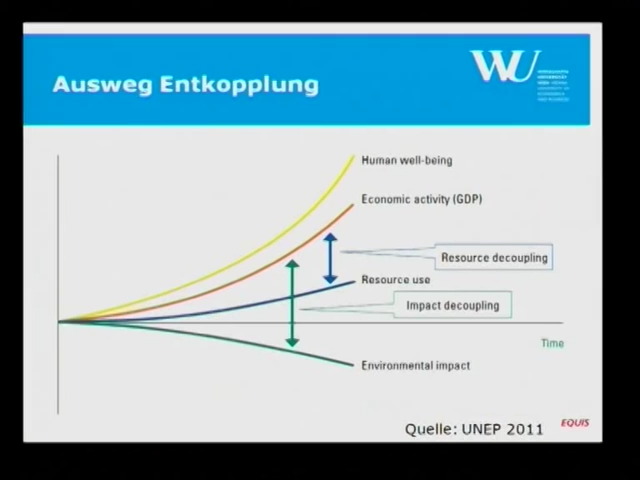 Ausweg Entkopplung
WU
Human well-being
Economic activity (GDP)
Resource decoupling
Resource use
Impact decoupling
Time
Environmental impact
Quelle: UNEP 2011
EQUIS